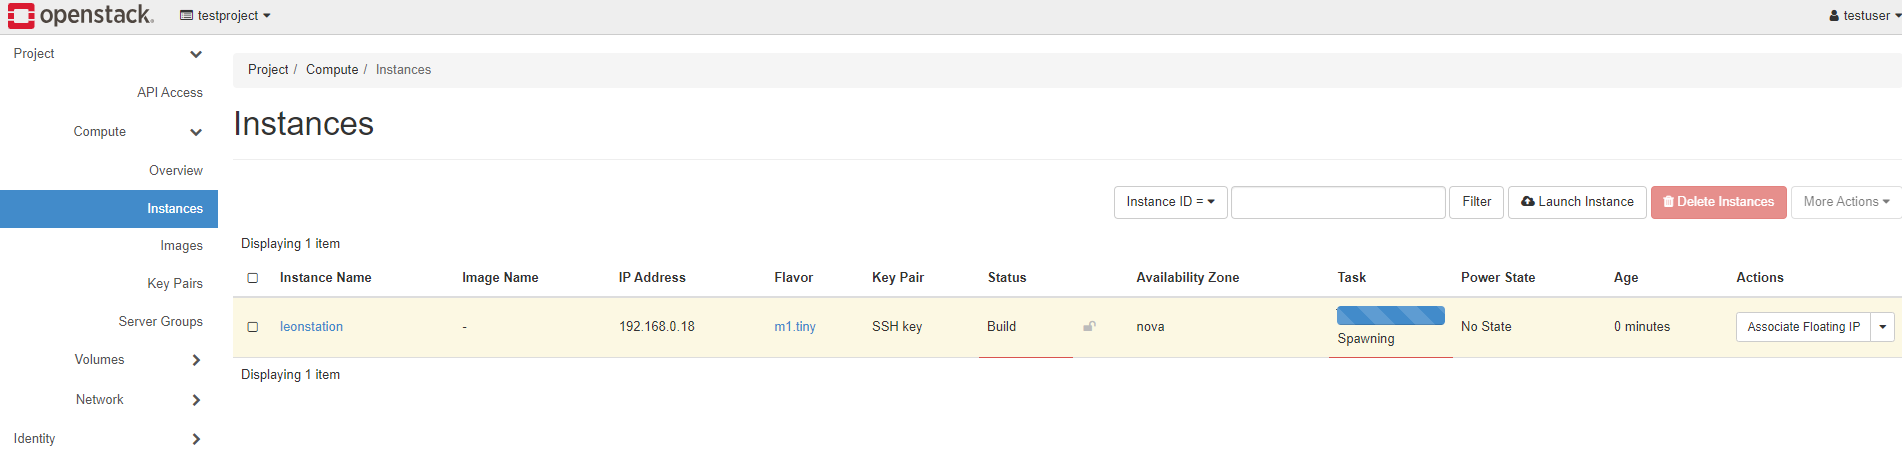 openstack. testproject testuser
Project
API Access
Compute
Overview
Instances
Images
Key Pairs
Server Groups
Volumes
Network
Identity
Project / Compute / Instances
Instances
Instance ID = Filter Launch Instance Delete Instances More Actions
Displaying 1 item
Instance Name Image Name IP Address Flavor Key Pair Status Availability Zone Task Power State Age Actions
leonstation - 192.168.0.18 m1.tiny SSH key Build nova Spawning No State 0 minutes Associate Floating IP
Displaying 1 item